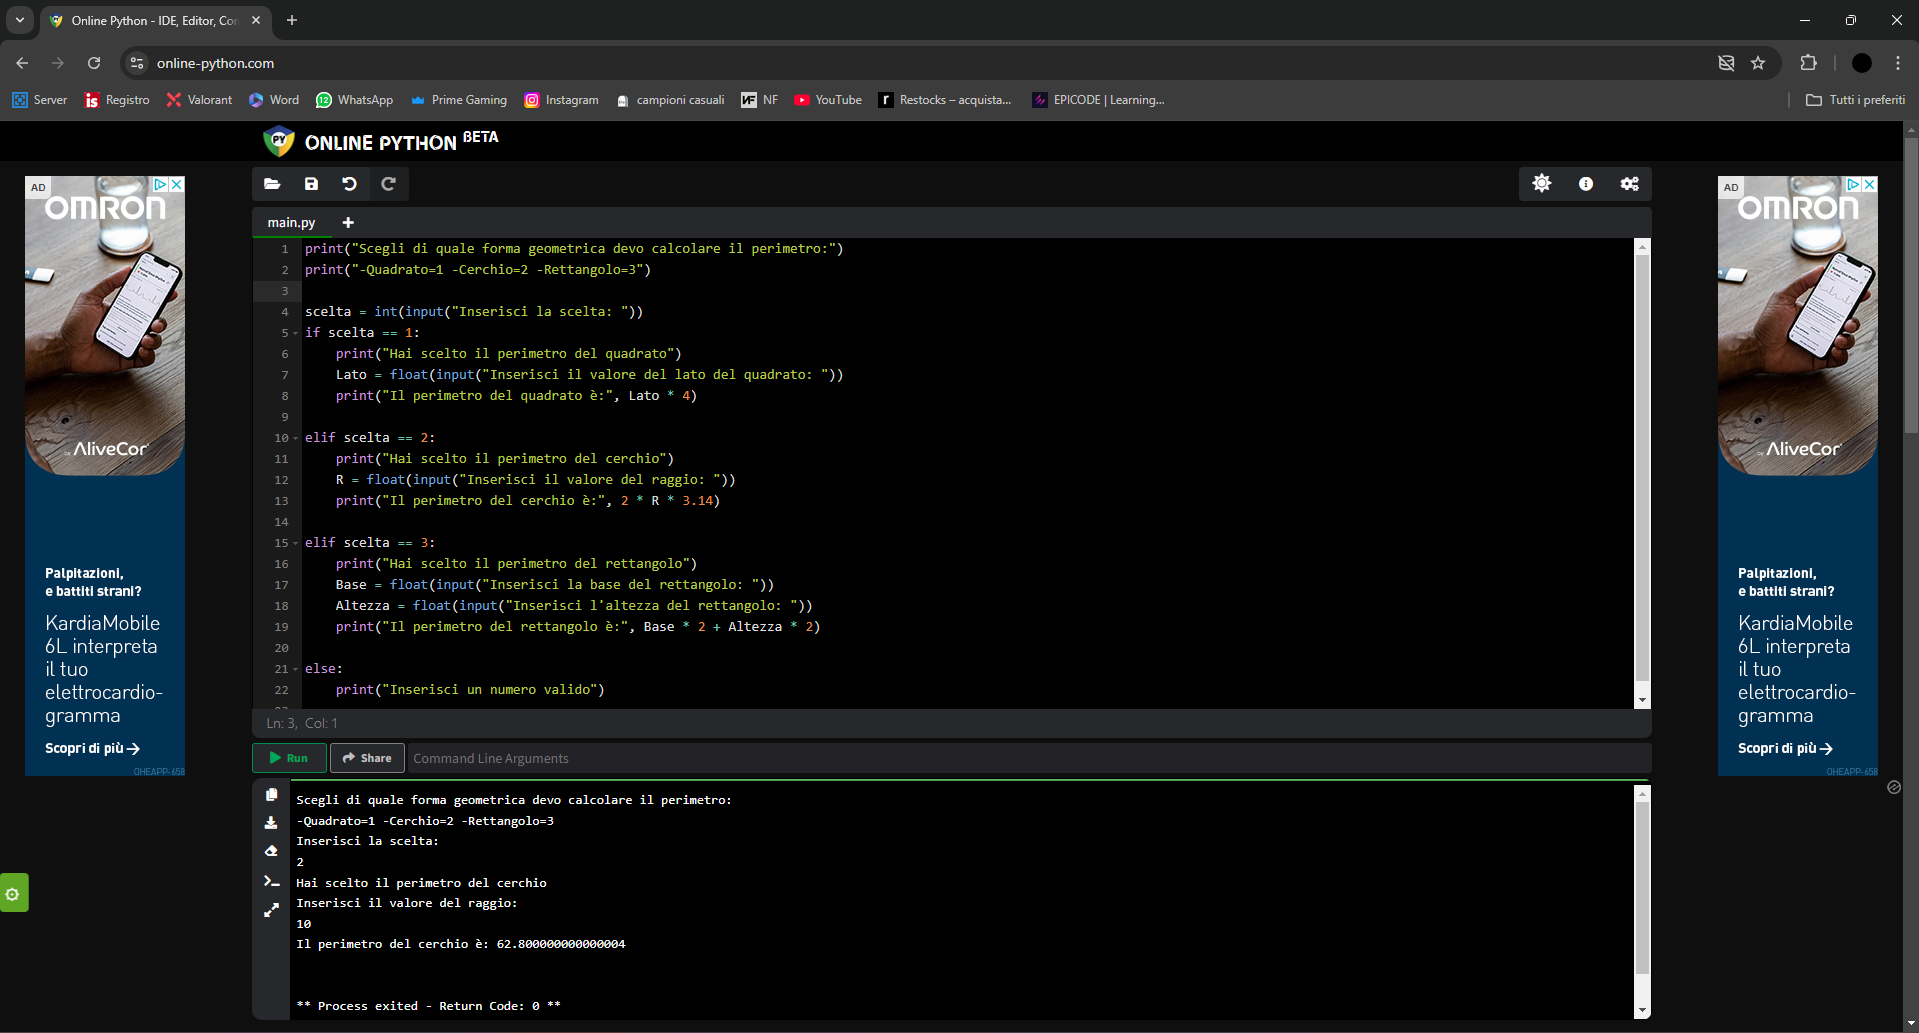 Online Python - IDE, Editor, Con
online-python.com
Server
Registro
Valorant
Word
WhatsApp
Prime Gaming
Instagram
campioni casuali
NF
YouTube
Restocks – acquista...
EPICODE | Learning...
Tutti i preferiti
PY
ONLINE PYTHON BETA
main.py
1 print("Scegli di quale forma geometrica devo calcolare il perimetro:")
2 print("-Quadrato=1 -Cerchio=2 -Rettangolo=3")
3
4 scelta = int(input("Inserisci la scelta: "))
5 if scelta == 1:
6     print("Hai scelto il perimetro del quadrato")
7     Lato = float(input("Inserisci il valore del lato del quadrato: "))
8     print("Il perimetro del quadrato è:", Lato * 4)
9
10 elif scelta == 2:
11     print("Hai scelto il perimetro del cerchio")
12     R = float(input("Inserisci il valore del raggio: "))
13     print("Il perimetro del cerchio è:", 2 * R * 3.14)
14
15 elif scelta == 3:
16     print("Hai scelto il perimetro del rettangolo")
17     Base = float(input("Inserisci la base del rettangolo: "))
18     Altezza = float(input("Inserisci l'altezza del rettangolo: "))
19     print("Il perimetro del rettangolo è:", Base * 2 + Altezza * 2)
20
21 else:
22     print("Inserisci un numero valido")
Ln: 3, Col: 1
Run
Share
Command Line Arguments
Scegli di quale forma geometrica devo calcolare il perimetro:
-Quadrato=1 -Cerchio=2 -Rettangolo=3
Inserisci la scelta:
2
Hai scelto il perimetro del cerchio
Inserisci il valore del raggio:
10
Il perimetro del cerchio è: 62.800000000000004
** Process exited - Return Code: 0 **
AD
OMRON
by AliveCor
Palpitazioni,
e battiti strani?
KardiaMobile
6L interpreta
il tuo
elettrocardio-
gramma
Scopri di più
OHEAPP-658
AD
OMRON
by AliveCor
Palpitazioni,
e battiti strani?
KardiaMobile
6L interpreta
il tuo
elettrocardio-
gramma
Scopri di più
OHEAPP-658